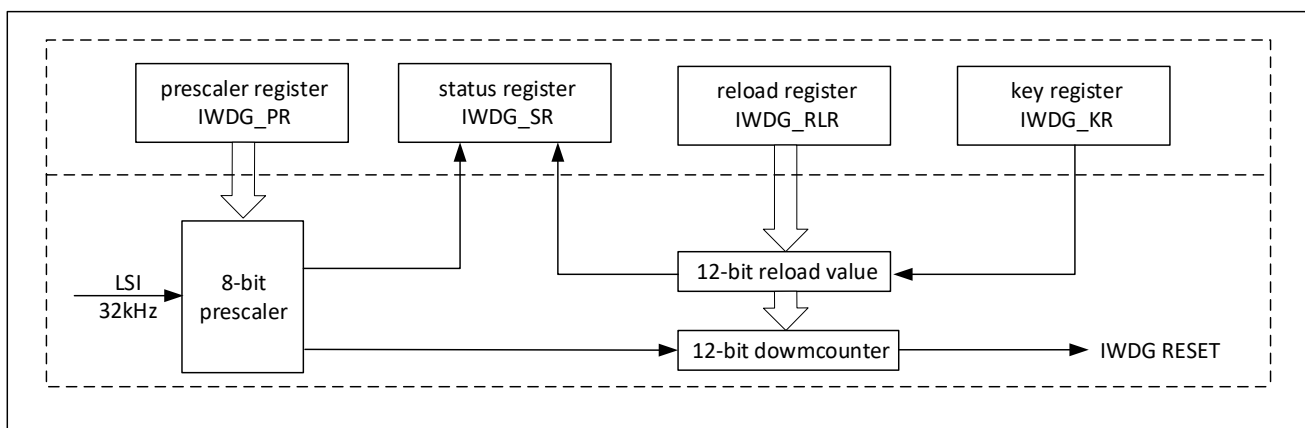 prescaler register
IWDG_PR
status register
IWDG_SR
reload register
IWDG_RLR
key register
IWDG_KR
LSI
32kHz
8-bit
prescaler
12-bit reload value
12-bit dowmcounter
IWDG RESET